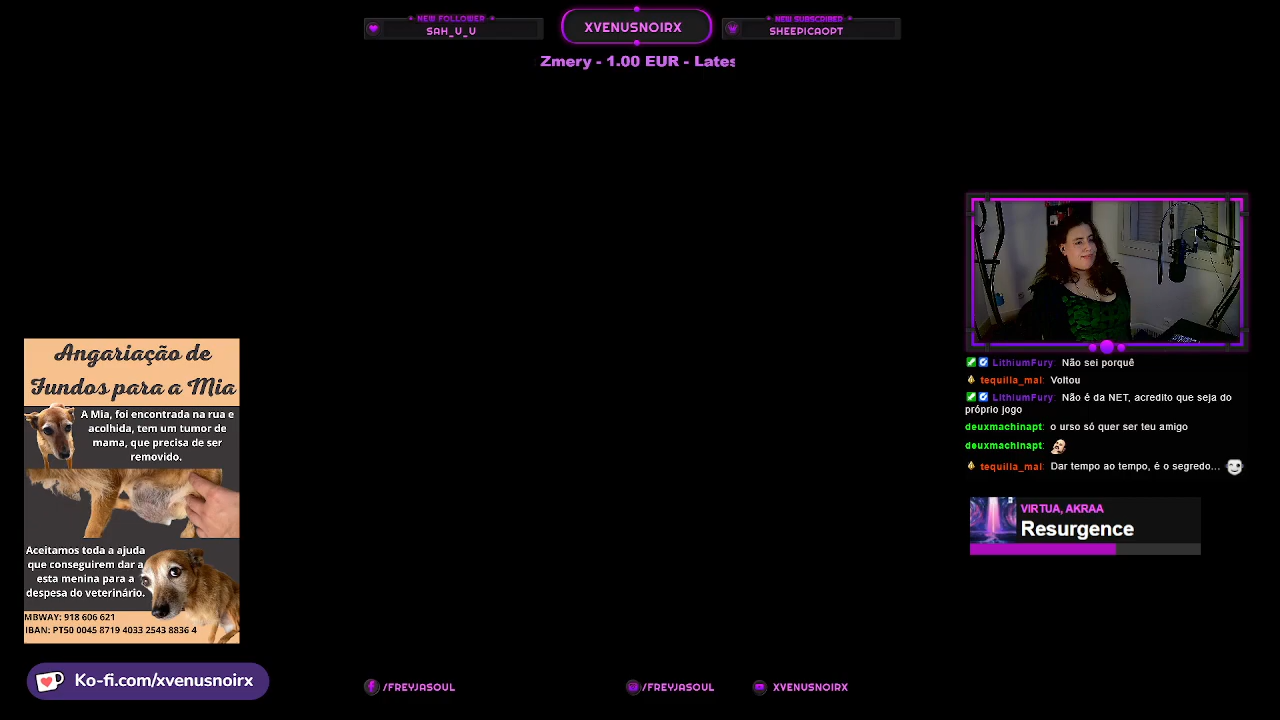 NEW FOLLOWER
SAH_U_U
XVENUSNOIRX
NEW SUBSCRIBER
SHEEPICAOPT
Zmery - 1.00 EUR - Lates
Angariação de
Fundos para a Mia
A Mia, foi encontrada na rua e
acolhida, tem um tumor de
mama, que precisa de ser
removido.
Aceitamos toda a ajuda
que conseguirem dar a
esta menina para a
despesa do veterinário.
MBWAY: 918 606 621
IBAN: PT50 0045 8719 4033 2543 8836 4
Ko-fi.com/xvenusnoirx
LithiumFury: Não sei porquê
tequilla_mal: Voltou
LithiumFury: Não é da NET, acredito que seja do
próprio jogo
deuxmachinapt: o urso só quer ser teu amigo
deuxmachinapt:
tequilla_mal: Dar tempo ao tempo, é o segredo...
VIRTUA, AKRAA
Resurgence
/FREYJASOUL
/FREYJASOUL
XVENUSNOIRX